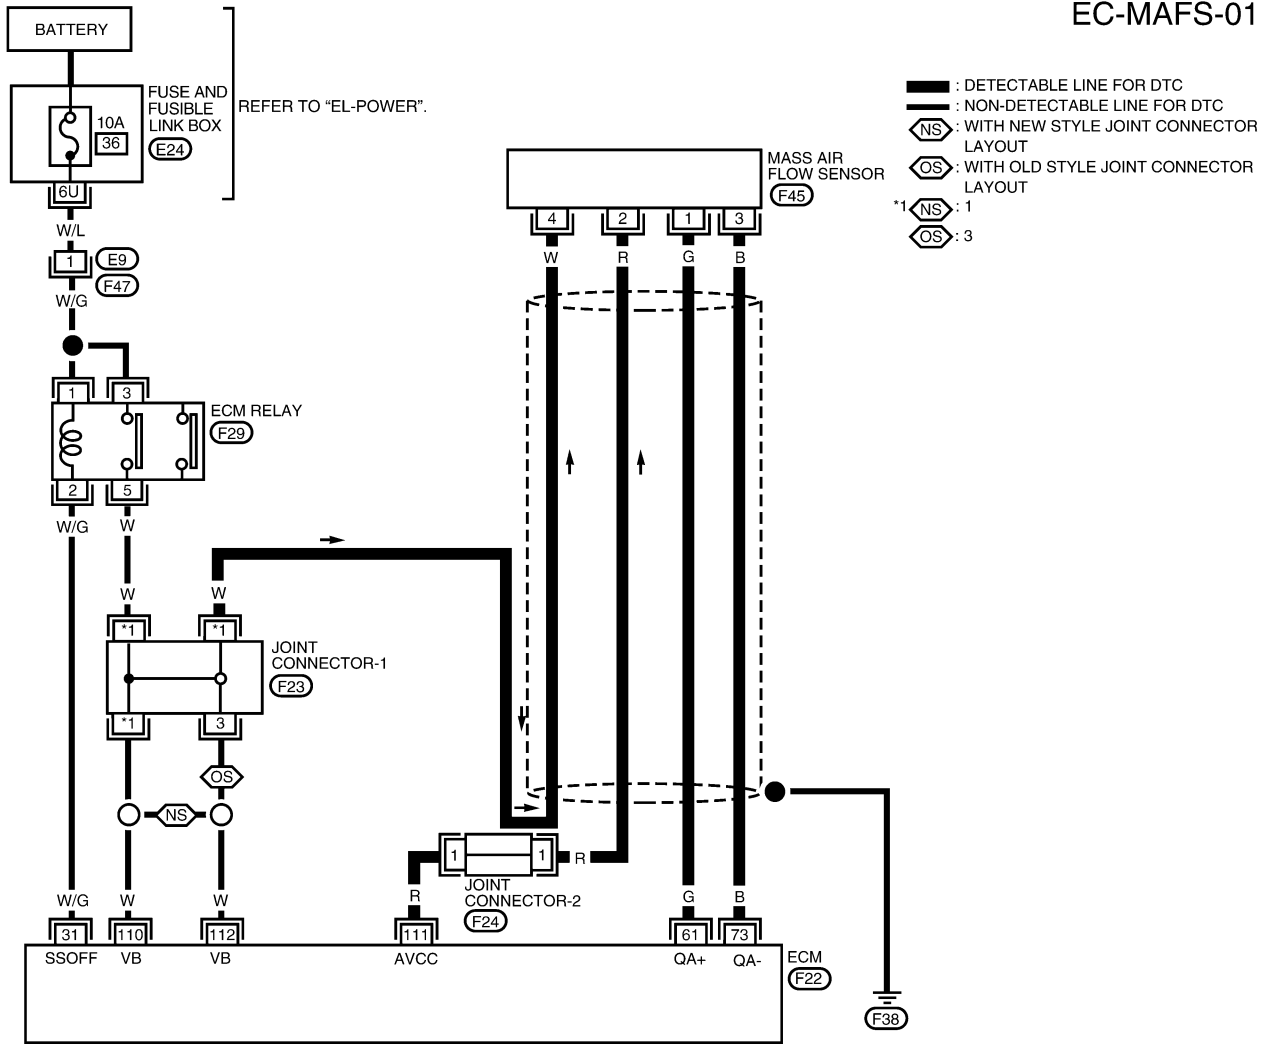 EC-MAFS-01
BATTERY
FUSE AND
FUSIBLE
LINK BOX
E24
10A
36
REFER TO “EL-POWER”.
6U
W/L
1
E9
F47
W/G
: DETECTABLE LINE FOR DTC
: NON-DETECTABLE LINE FOR DTC
NS : WITH NEW STYLE JOINT CONNECTOR
LAYOUT
OS : WITH OLD STYLE JOINT CONNECTOR
LAYOUT
*1 NS : 1
OS : 3
MASS AIR
FLOW SENSOR
F45
4 2 1 3
W R G B
1 3
ECM RELAY
F29
2 5
W/G W
W W
*1 *1
JOINT
CONNECTOR-1
F23
*1 3
OS
NS
1 1 R
JOINT
CONNECTOR-2
F24
W/G W W R G B
31 110 112 111 61 73
SSOFF VB VB AVCC QA+ QA-
ECM
F22
F38